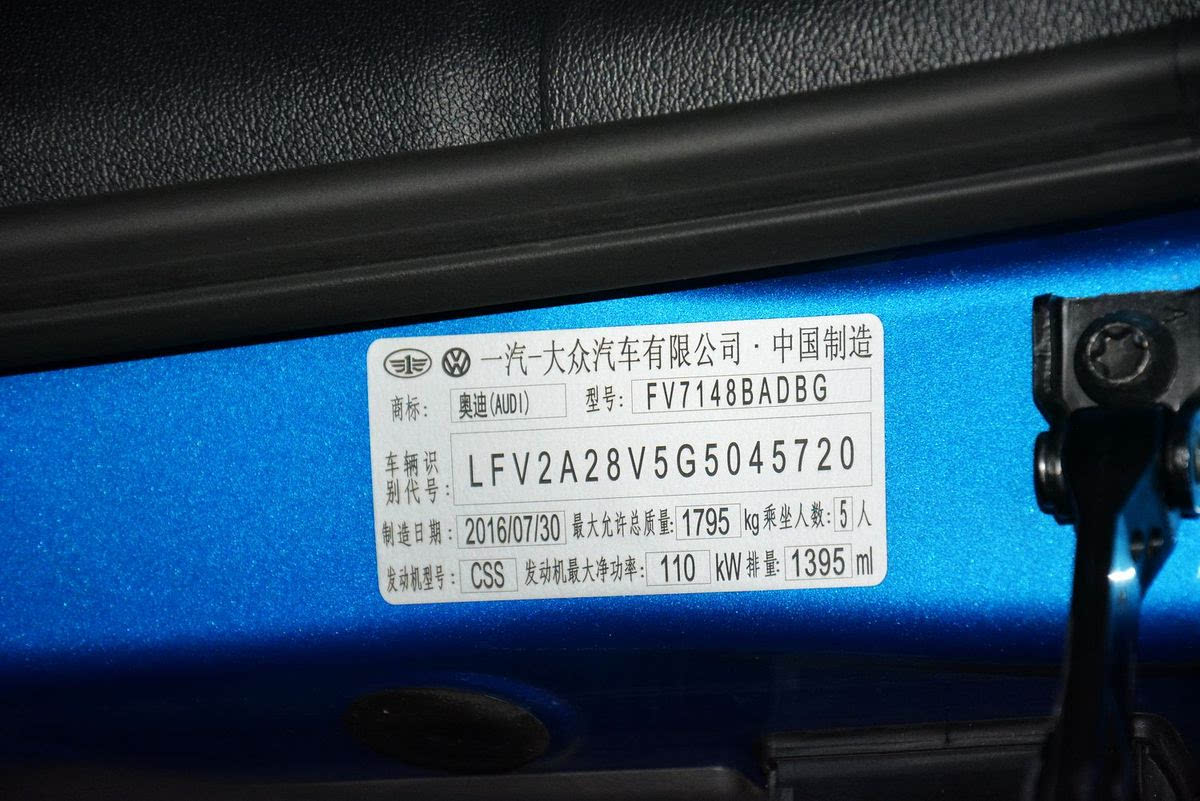 一汽-大众汽车有限公司·中国制造
商标: 奥迪(AUDI) 型号: FV7148BADBG
车辆识别代号: LFV2A28V5G5045720
制造日期: 2016/07/30 最大允许总质量: 1795 kg 乘坐人数: 5 人
发动机型号: CSS 发动机最大净功率: 110 kW 排量: 1395 ml